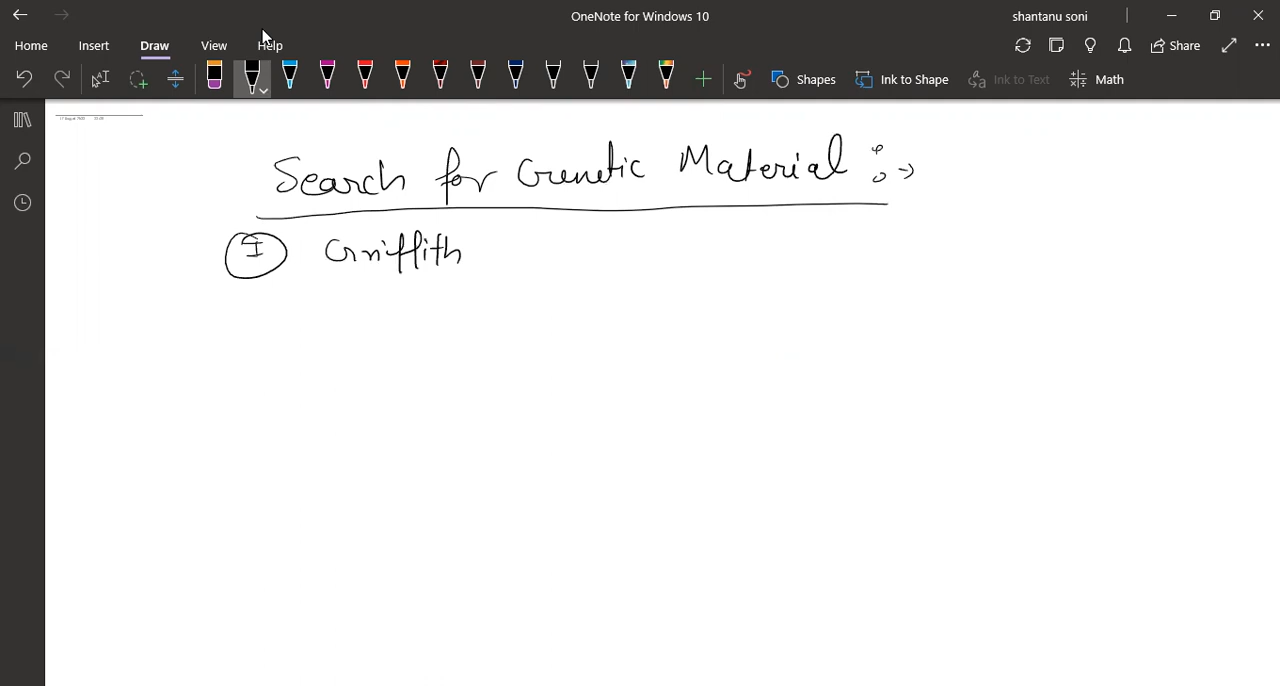 OneNote for Windows 10
shantanu soni
Home Insert Draw View Help
Share
Shapes Ink to Shape Ink to Text Math
Search for Genetic Material :->
I Griffith